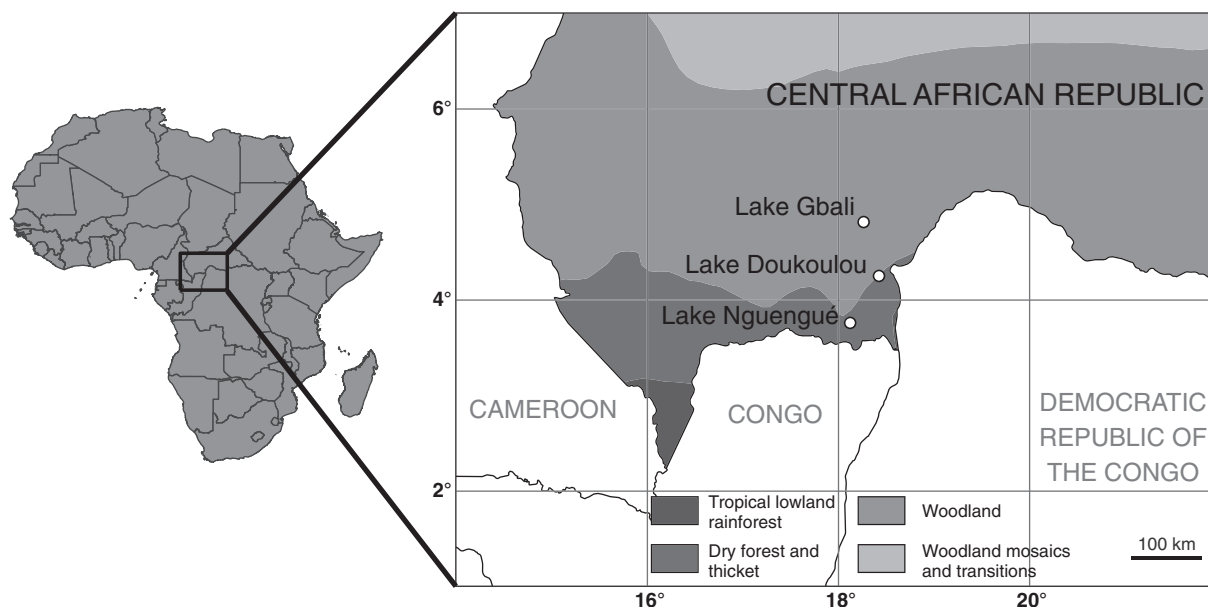 CENTRAL AFRICAN REPUBLIC
6°
Lake Gbali
Lake Doukoulou
4°
Lake Nguengué
CAMEROON
CONGO
DEMOCRATIC
REPUBLIC OF
THE CONGO
2°
Tropical lowland
rainforest
Woodland
Dry forest and
thicket
Woodland mosaics
and transitions
100 km
16°
18°
20°